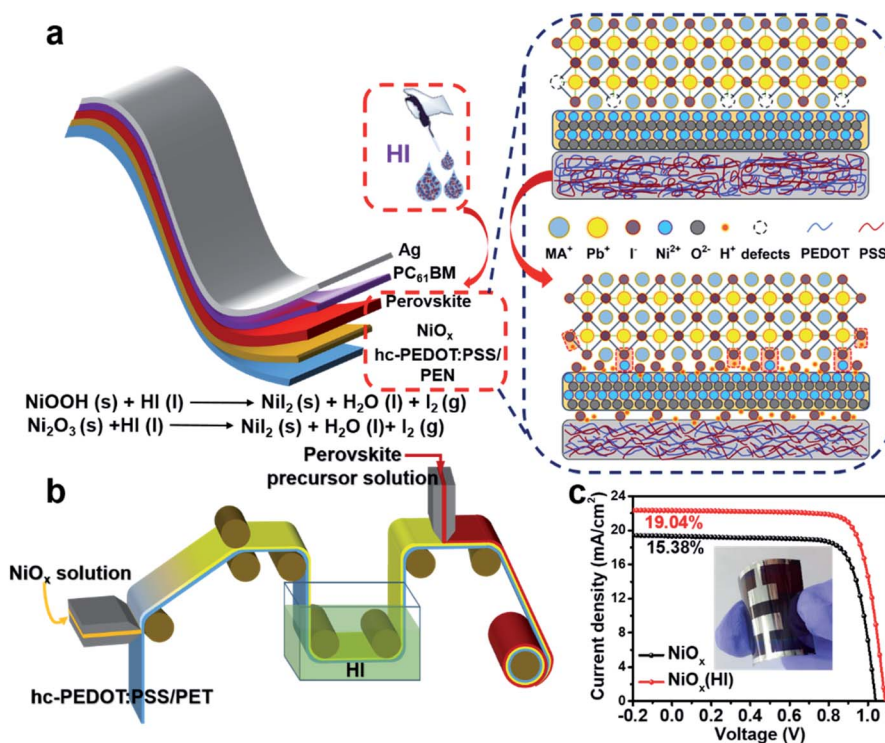 a
HI
Ag
PC₆₁BM
Perovskite
NiOₓ
hc-PEDOT:PSS/
PEN
NiOOH (s) + HI (l) ⟶ NiI₂ (s) + H₂O (l) + I₂ (g)
Ni₂O₃ (s) +HI (l) ⟶ NiI₂ (s) + H₂O (l)+ I₂ (g)
MA⁺ Pb⁺ I⁻ Ni²⁺ O²⁻ H⁺ defects PEDOT PSS
b
Perovskite
precursor solution
NiOₓ solution
HI
hc-PEDOT:PSS/PET
c
Current density (mA/cm²)
24
20
16
12
8
4
0
19.04%
15.38%
NiOₓ
NiOₓ(HI)
-0.2 0.0 0.2 0.4 0.6 0.8 1.0
Voltage (V)